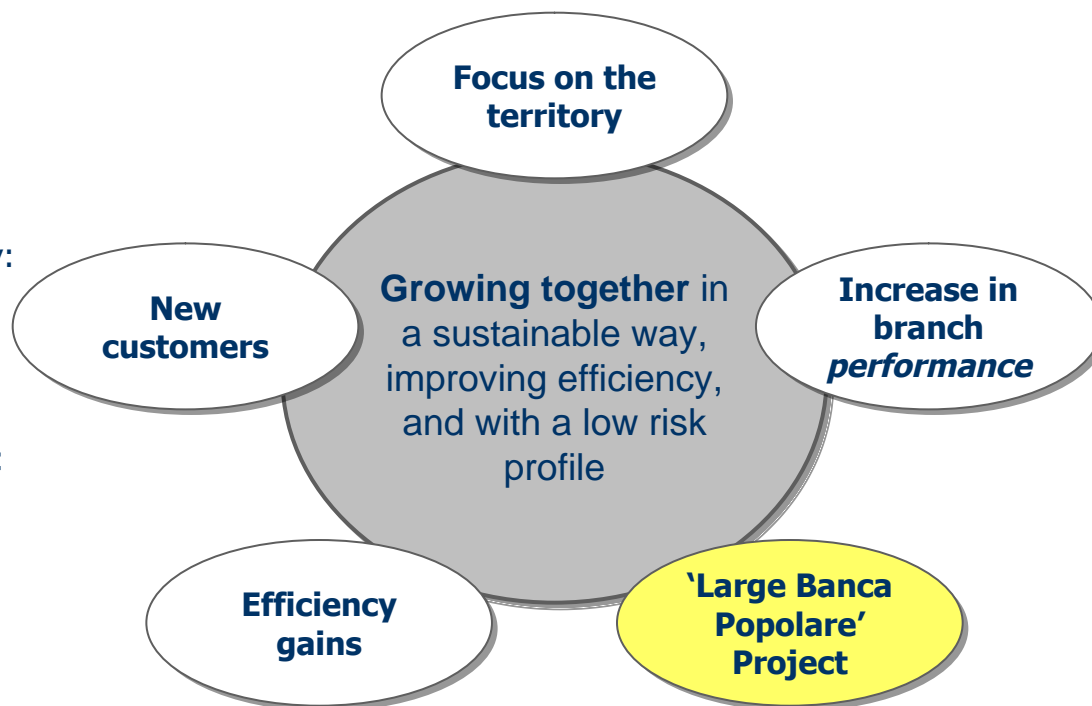 Focus on the
territory
:
New
customers
Growing together in
a sustainable way,
improving efficiency,
and with a low risk
profile
Increase in
branch
performance
:
Efficiency
gains
‘Large Banca
Popolare’
Project